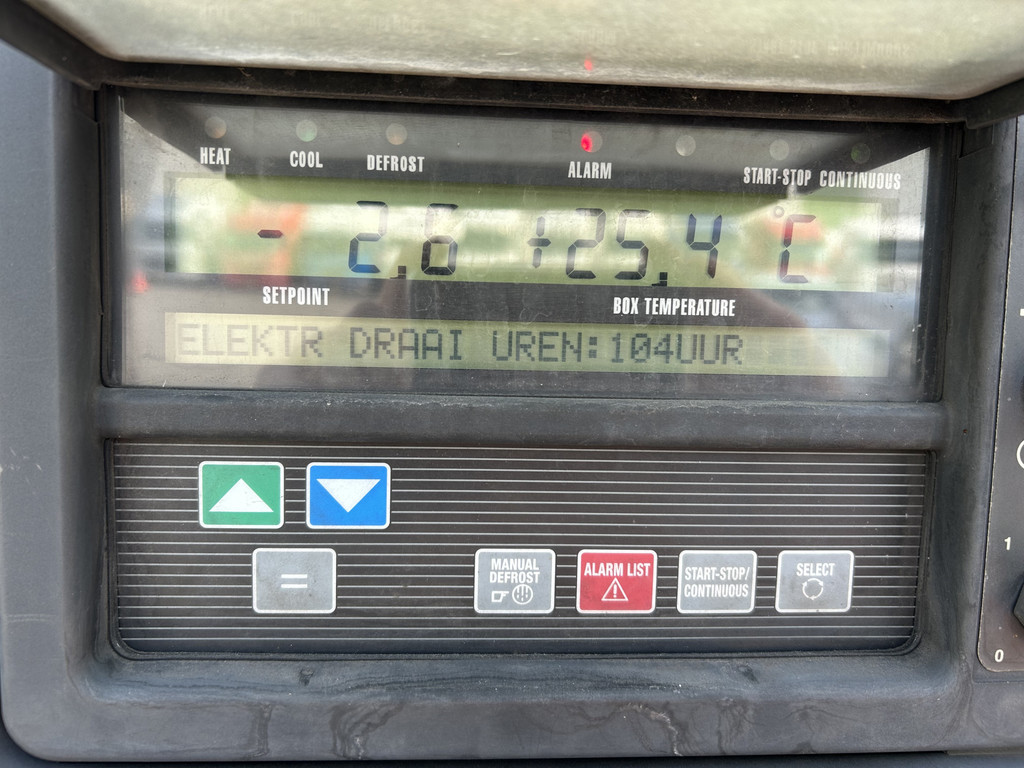 HEAT COOL DEFROST ALARM START-STOP CONTINUOUS
- 2.6 +25.4 °C
SETPOINT BOX TEMPERATURE
ELEKTR DRAAI UREN:104UUR
MANUAL DEFROST
ALARM LIST
START-STOP/
CONTINUOUS
SELECT
=
1
0